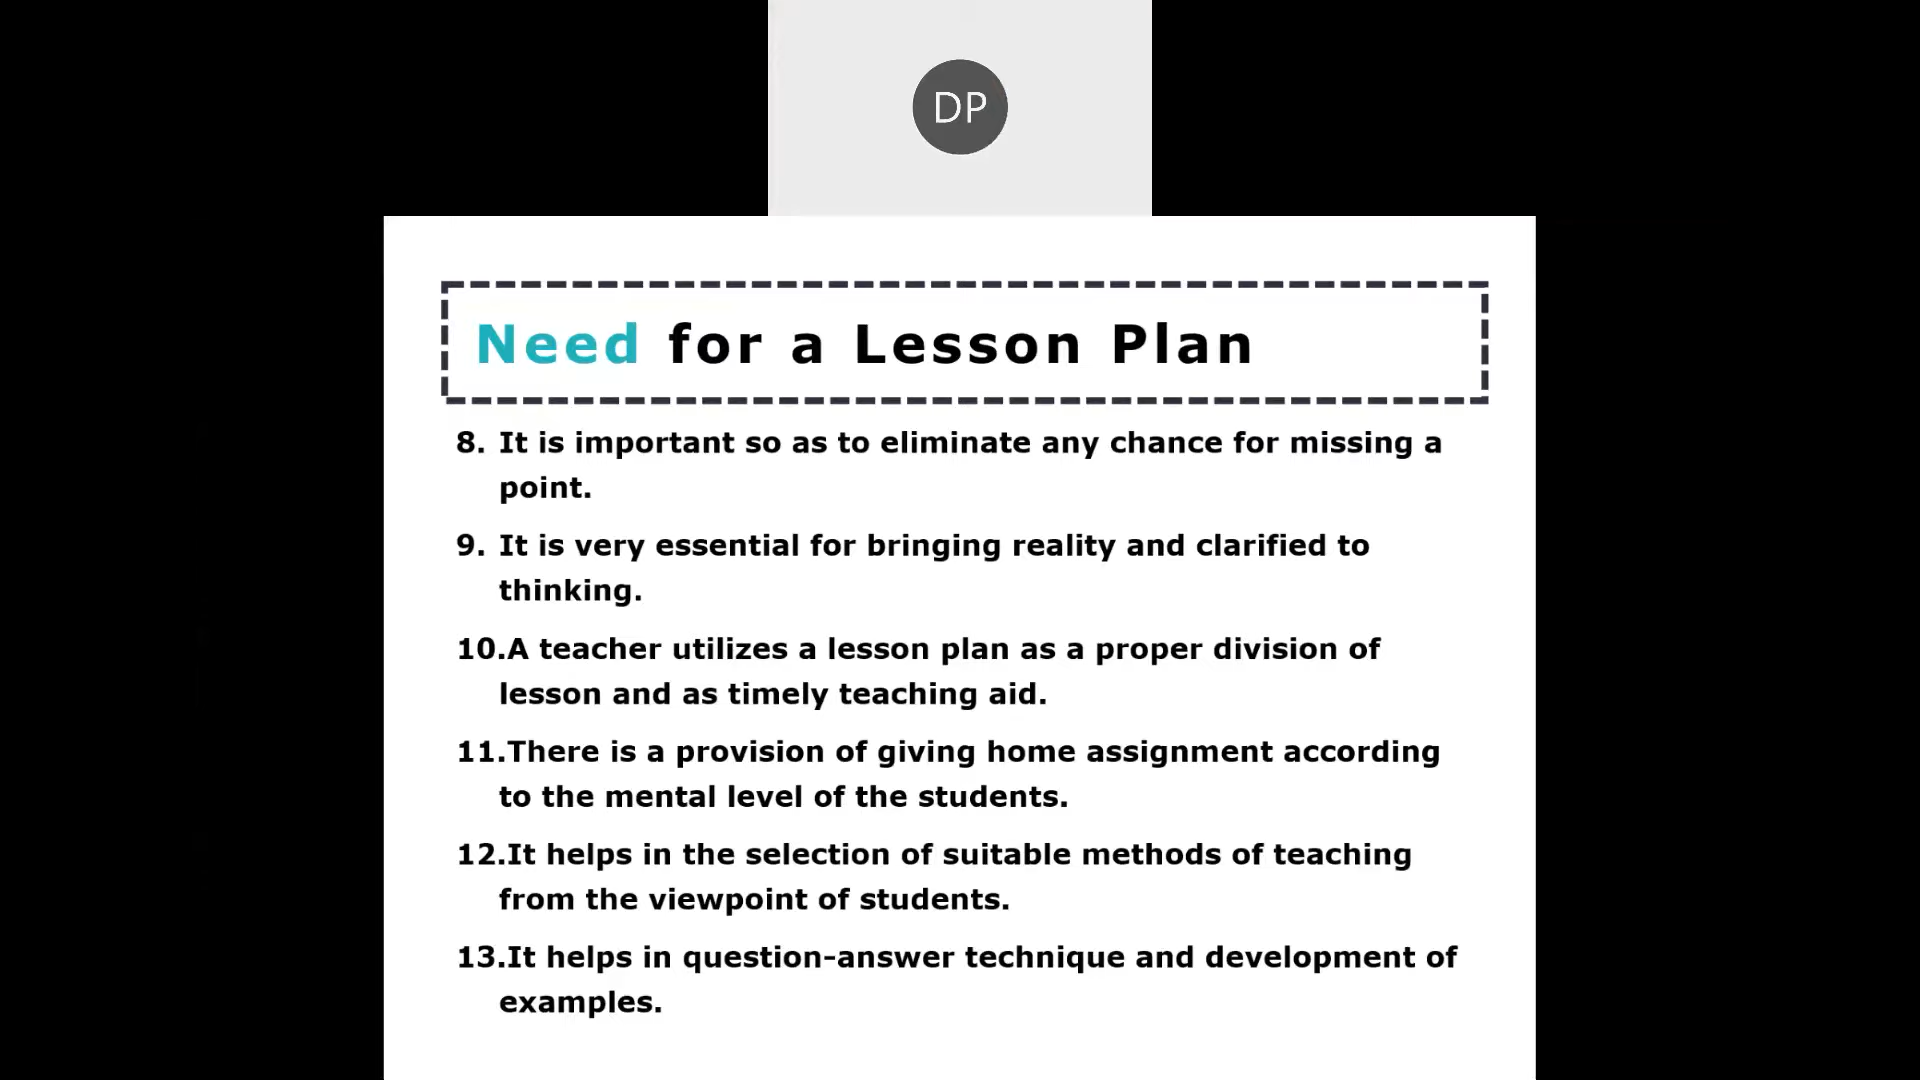 DP
Need for a Lesson Plan
8. It is important so as to eliminate any chance for missing a
point.
9. It is very essential for bringing reality and clarified to
thinking.
10.A teacher utilizes a lesson plan as a proper division of
lesson and as timely teaching aid.
11.There is a provision of giving home assignment according
to the mental level of the students.
12.It helps in the selection of suitable methods of teaching
from the viewpoint of students.
13.It helps in question-answer technique and development of
examples.